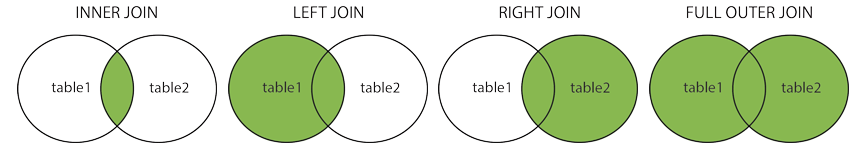 INNER JOIN
LEFT JOIN
RIGHT JOIN
FULL OUTER JOIN
table1
table2
table1
table2
table1
table2
table1
table2